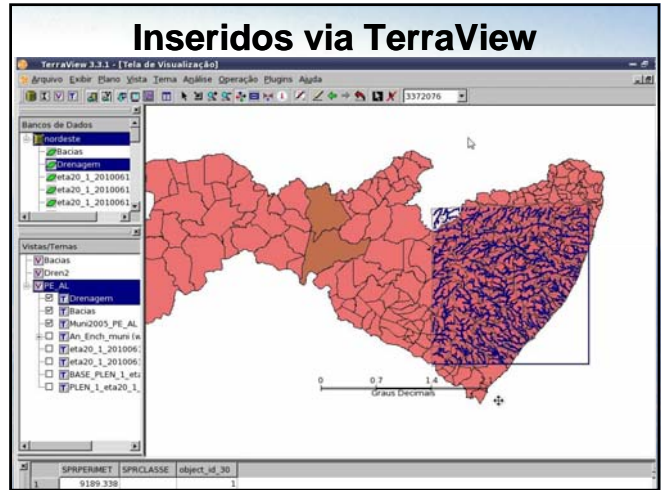 Inseridos via TerraView
TerraView 3.3.1 - [Tela de Visualização]
Arquivo Exibir Plano Vista Tema Análise Operação Plugins Ajuda
3372076
Bancos de Dados
nordeste
Bacias
Drenagem
eta20_1_2010061
eta20_1_2010061
eta20_1_201006
Vistas/Temas
Bacias
Dren2
PE_AL
Drenagem
Bacias
Muni2005_PE_AL
An_Ench_muni (w
eta20_1_201006
eta20_1_201006
BASE_PLEN_1_eta
PLEN_1_eta20_1_
0 0.7 1.4
Graus Decimais
SPRPERIMET SPRCLASSE object_id_30
1 9189.338 1